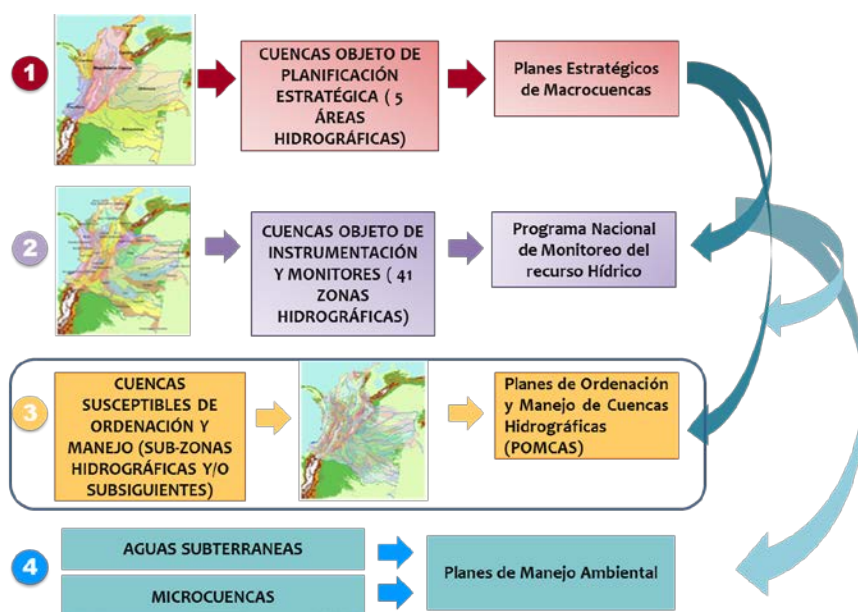 1
CUENCAS OBJETO DE
PLANIFICACIÓN
ESTRATÉGICA ( 5
ÁREAS
HIDROGRÁFICAS)
Planes Estratégicos
de Macrocuencas
2
CUENCAS OBJETO DE
INSTRUMENTACIÓN
Y MONITORES ( 41
ZONAS
HIDROGRÁFICAS)
Programa Nacional
de Monitoreo del
recurso Hídrico
3
CUENCAS
SUSCEPTIBLES DE
ORDENACIÓN Y
MANEJO (SUB-ZONAS
HIDROGRÁFICAS Y/O
SUBSIGUIENTES)
Planes de Ordenación
y Manejo de Cuencas
Hidrográficas
(POMCAS)
4
AGUAS SUBTERRANEAS
MICROCUENCAS
Planes de Manejo Ambiental